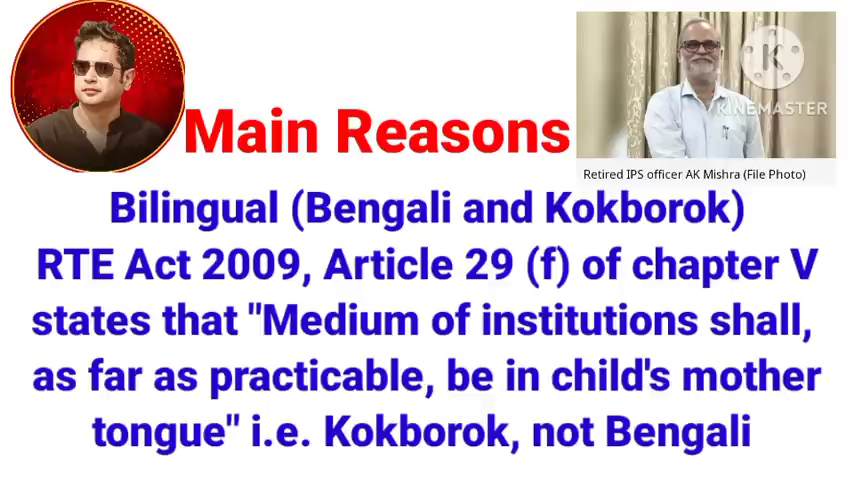 K
KINEMASTER
Main Reasons
Retired IPS officer AK Mishra (File Photo)
Bilingual (Bengali and Kokborok)
RTE Act 2009, Article 29 (f) of chapter V
states that "Medium of institutions shall,
as far as practicable, be in child's mother
tongue" i.e. Kokborok, not Bengali